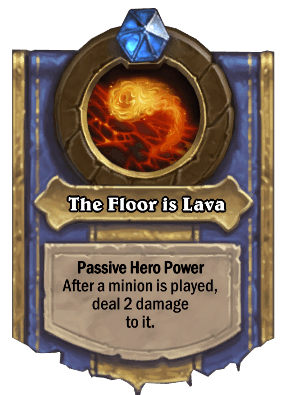 The Floor is Lava
Passive Hero Power
After a minion is played,
deal 2 damage
to it.